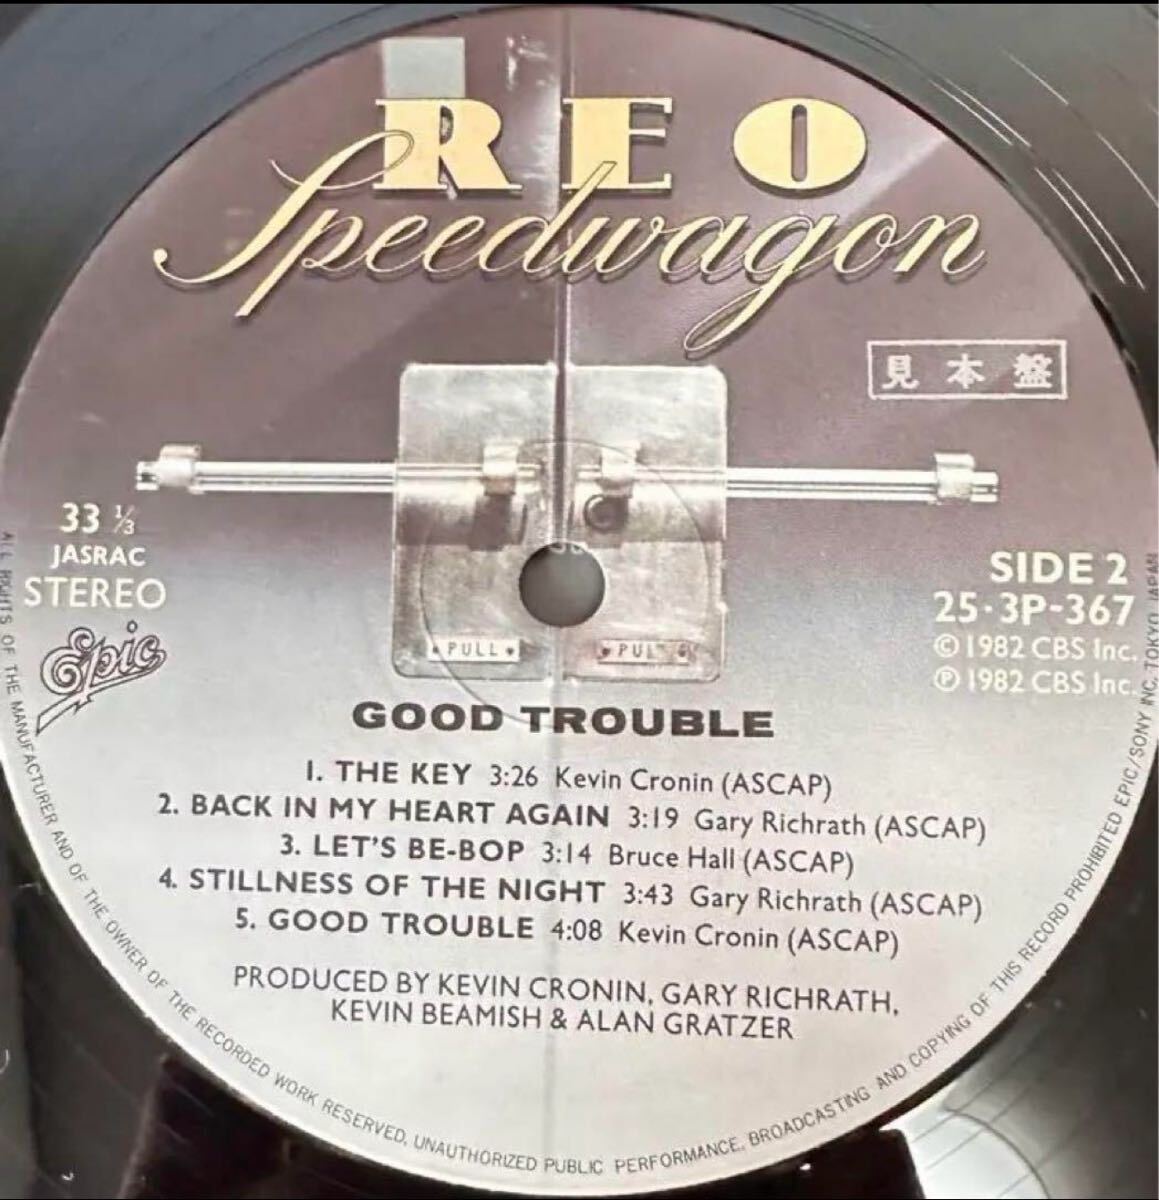 REO
Speedwagon
見本盤
33 1/3
JASRAC
STEREO
Epic
SIDE 2
25・3P-367
© 1982 CBS Inc.
℗ 1982 CBS Inc.
PULL
PULL
GOOD TROUBLE
1. THE KEY 3:26 Kevin Cronin (ASCAP)
2. BACK IN MY HEART AGAIN 3:19 Gary Richrath (ASCAP)
3. LET'S BE-BOP 3:14 Bruce Hall (ASCAP)
4. STILLNESS OF THE NIGHT 3:43 Gary Richrath (ASCAP)
5. GOOD TROUBLE 4:08 Kevin Cronin (ASCAP)
PRODUCED BY KEVIN CRONIN, GARY RICHRATH,
KEVIN BEAMISH & ALAN GRATZER
ALL RIGHTS OF THE MANUFACTURER AND OF THE OWNER OF THE RECORDED WORK RESERVED, UNAUTHORIZED PUBLIC PERFORMANCE, BROADCASTING AND COPYING OF THIS RECORD PROHIBITED EPIC/SONY INC. TOKYO JAPAN